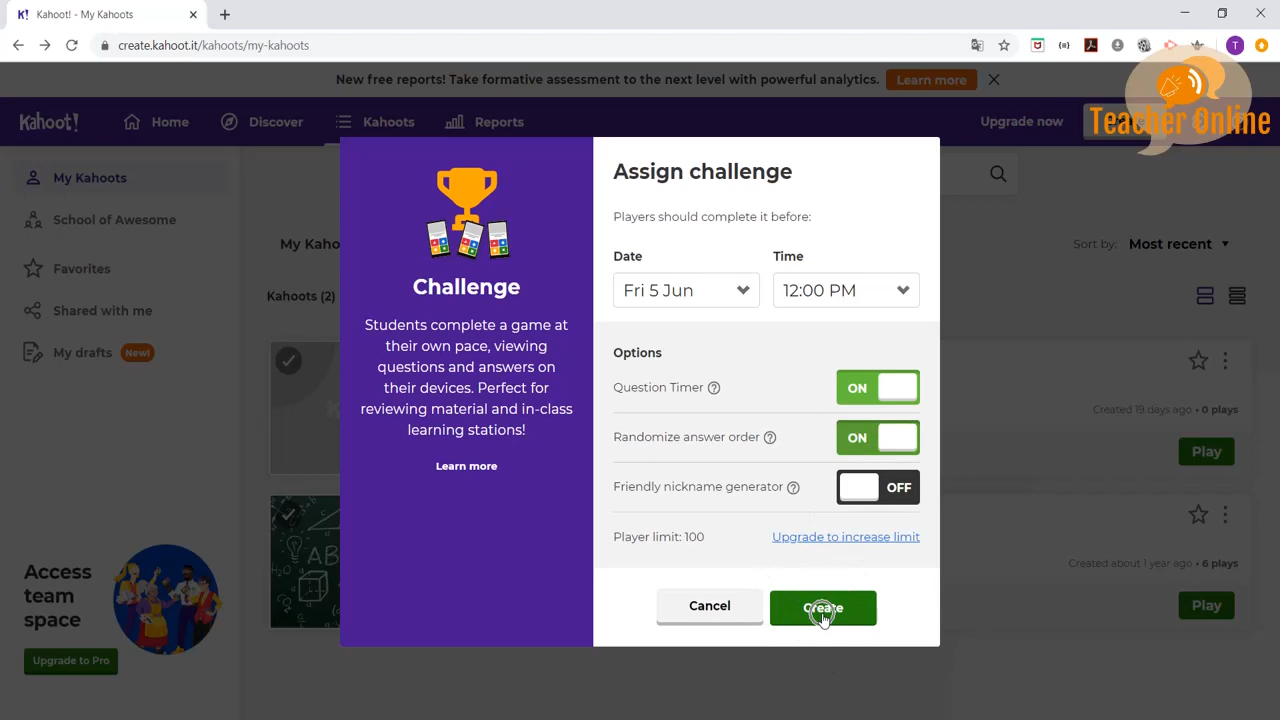 Kahoot! - My Kahoots
create.kahoot.it/kahoots/my-kahoots
T
New free reports! Take formative assessment to the next level with powerful analytics.
Learn more
Kahoot!
Home
Discover
Kahoots
Reports
Upgrade now
Teacher Online
My Kahoots
School of Awesome
Favorites
Shared with me
My drafts
New!
Access
team
space
Upgrade to Pro
My Kaho
Sort by: Most recent
Kahoots (2)
Created 19 days ago • 0 plays
Play
Created about 1 year ago • 6 plays
Play
Challenge
Students complete a game at
their own pace, viewing
questions and answers on
their devices. Perfect for
reviewing material and in-class
learning stations!
Learn more
Assign challenge
Players should complete it before:
Date
Time
Fri 5 Jun
12:00 PM
Options
Question Timer
ON
Randomize answer order
ON
Friendly nickname generator
OFF
Player limit: 100
Upgrade to increase limit
Cancel
Create